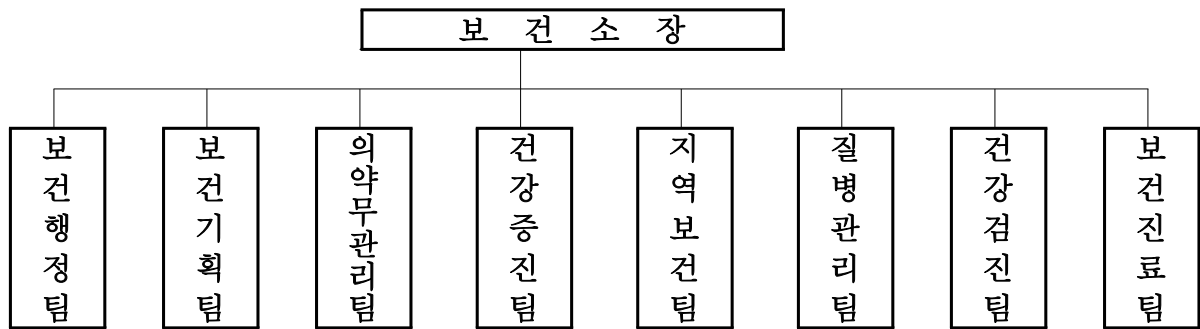 보 건 소 장
보건행정팀
보건기획팀
의약무관리팀
건강증진팀
지역보건팀
질병관리팀
건강검진팀
보건진료팀